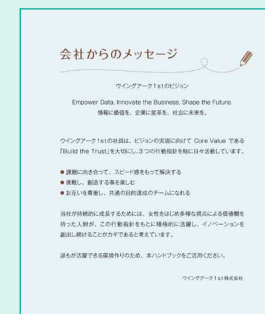 会社からのメッセージ
ウイングアーク1stのビジョン
Empower Data, Innovate the Business, Shape the Future.
情報に価値を、企業に変革を、社会に未来を。
ウイングアーク1stの社員は、ビジョンの実現に向けて Core Value である
「Build the Trust」を大切にし、3つの行動指針を軸に日々活動しています。
● 課題に向き合って、スピード感をもって解決する
● 挑戦し、創造する事を楽しむ
● お互いを尊重し、共通の目的達成のチームになれる
当社が持続的に成長するためには、女性をはじめ多様な視点による価値観を
持った人財が、この行動指針をもとに積極的に活躍し、イノベーションを
創出し続けることがカギであると考えています。
誰もが活躍できる環境作りのため、本ハンドブックをご活用ください。
ウイングアーク1st株式会社